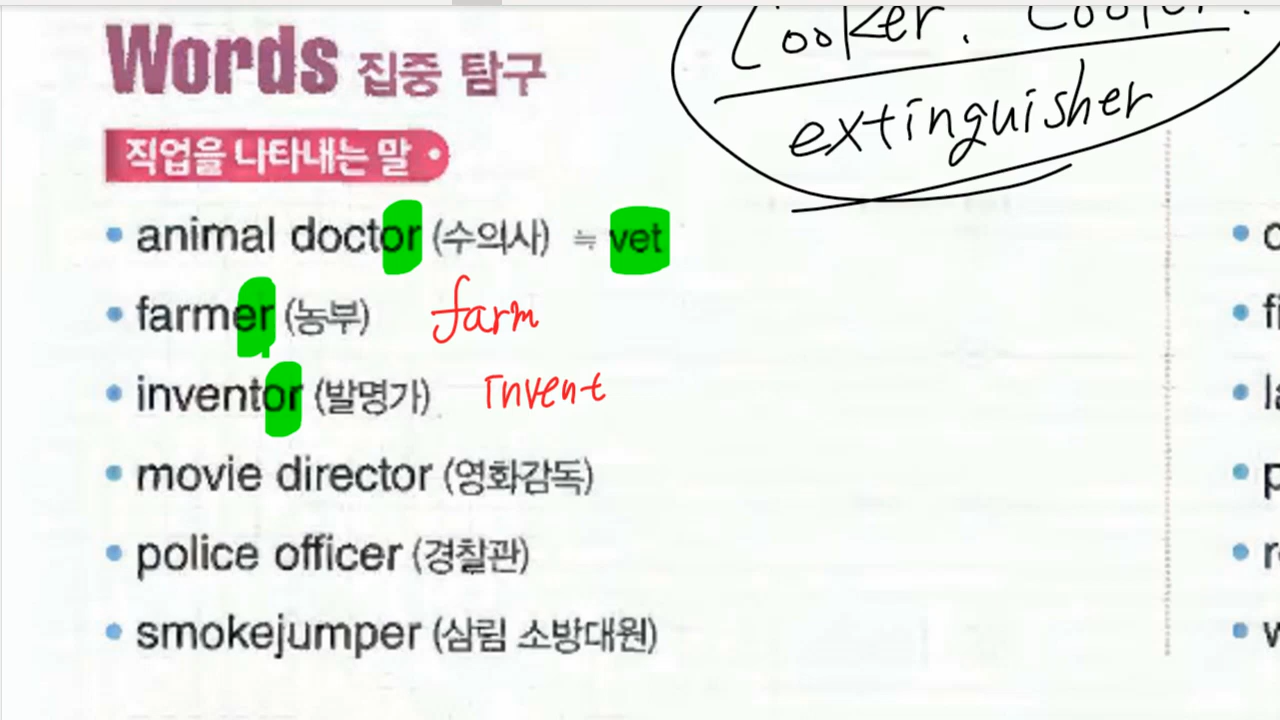 Cooker. Cooler.
extinguisher
Words 집중 탐구
직업을 나타내는 말
• animal doctor (수의사) ≒ vet
• farmer (농부) farm
• inventor (발명가) invent
• movie director (영화감독)
• police officer (경찰관)
• smokejumper (삼림 소방대원)